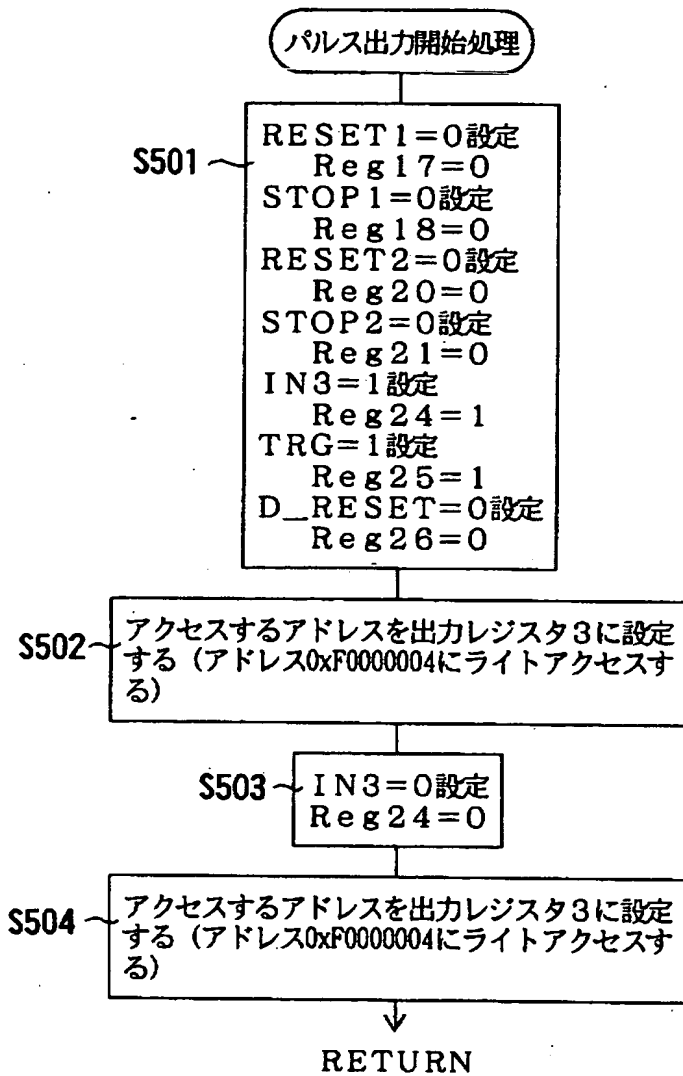 パルス出力開始処理
S501
RESET1=0設定
Reg17=0
STOP1=0設定
Reg18=0
RESET2=0設定
Reg20=0
STOP2=0設定
Reg21=0
IN3=1設定
Reg24=1
TRG=1設定
Reg25=1
D_RESET=0設定
Reg26=0
S502
アクセスするアドレスを出力レジスタ3に設定
する(アドレス0xF0000004にライトアクセスす
る)
S503
IN3=0設定
Reg24=0
S504
アクセスするアドレスを出力レジスタ3に設定
する(アドレス0xF0000004にライトアクセスす
る)
RETURN